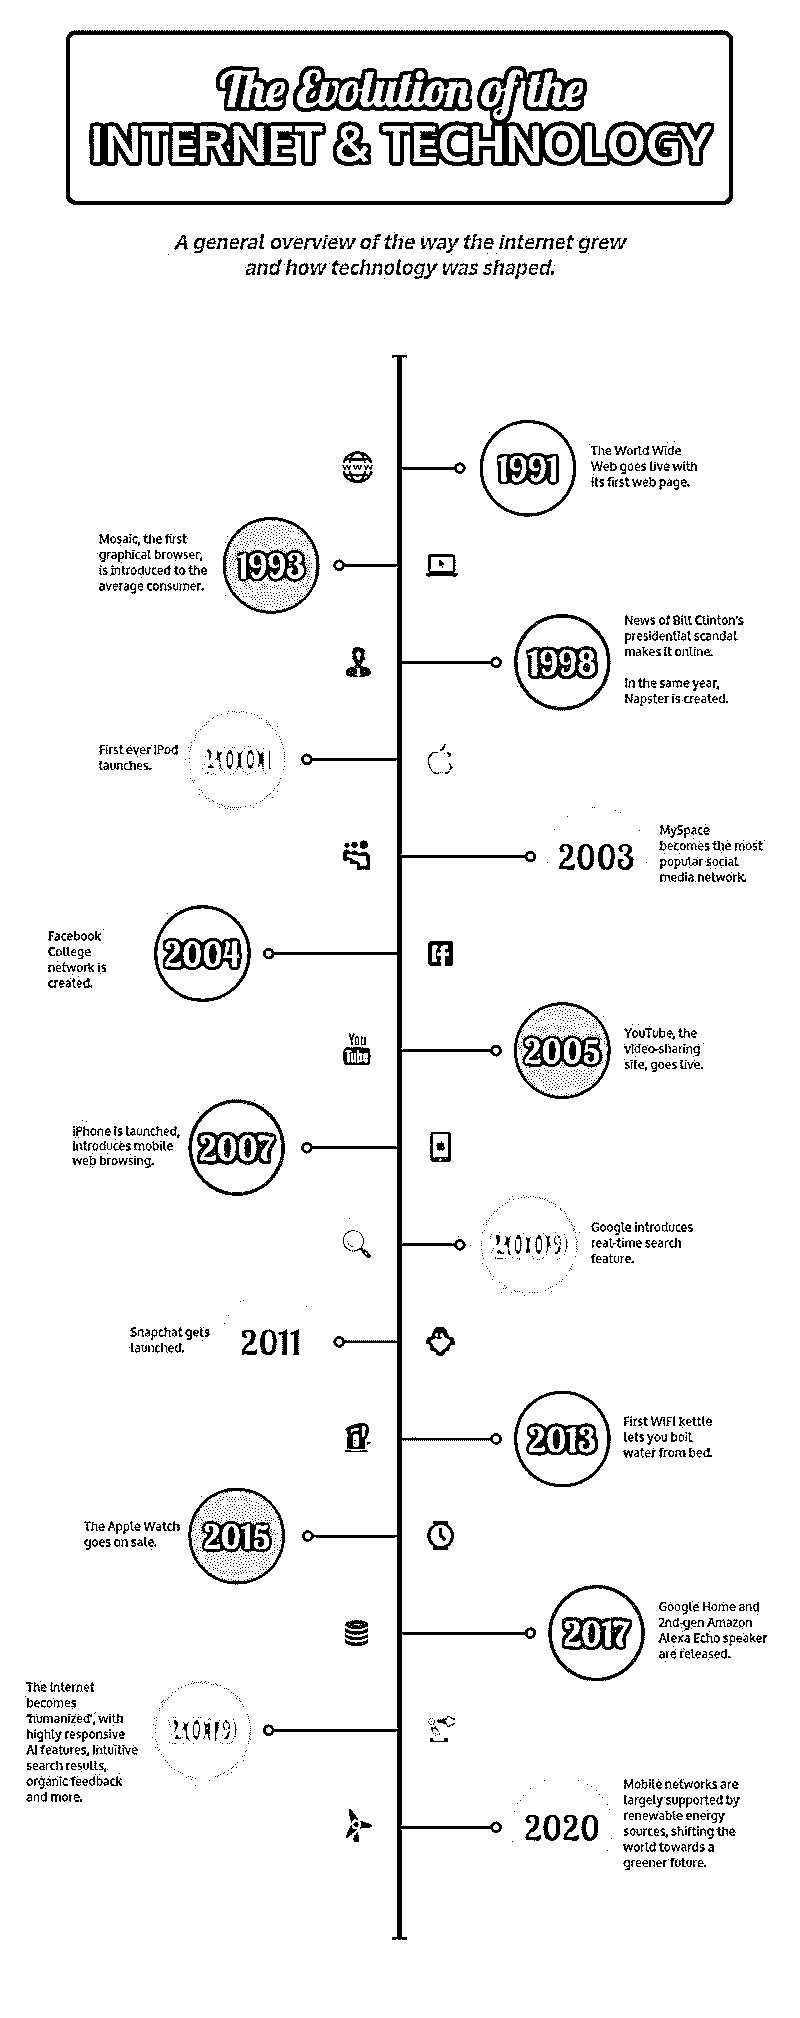 The Evolution of the
INTERNET & TECHNOLOGY
A general overview of the way the internet grew
and how technology was shaped.
www
1991
The World Wide
Web goes live with
its first web page.
Mosaic, the first
graphical browser,
is introduced to the
average consumer.
1993
1998
News of Bill Clinton's
presidential scandal
makes it online.
In the same year,
Napster is created.
First ever iPod
launches.
2001
2003
MySpace
becomes the most
popular social
media network.
Facebook
College
network is
created.
2004
f
You
Tube
2005
YouTube, the
video-sharing
site, goes live.
iPhone is launched,
introduces mobile
web browsing.
2007
2009
Google introduces
real-time search
feature.
Snapchat gets
launched.
2011
2013
First WiFi kettle
lets you boil
water from bed.
The Apple Watch
goes on sale.
2015
2017
Google Home and
2nd-gen Amazon
Alexa Echo speaker
are released.
The internet
becomes
'humanized', with
highly responsive
AI features, intuitive
search results,
organic feedback
and more.
2019
2020
Mobile networks are
largely supported by
renewable energy
sources, shifting the
world towards a
greener future.